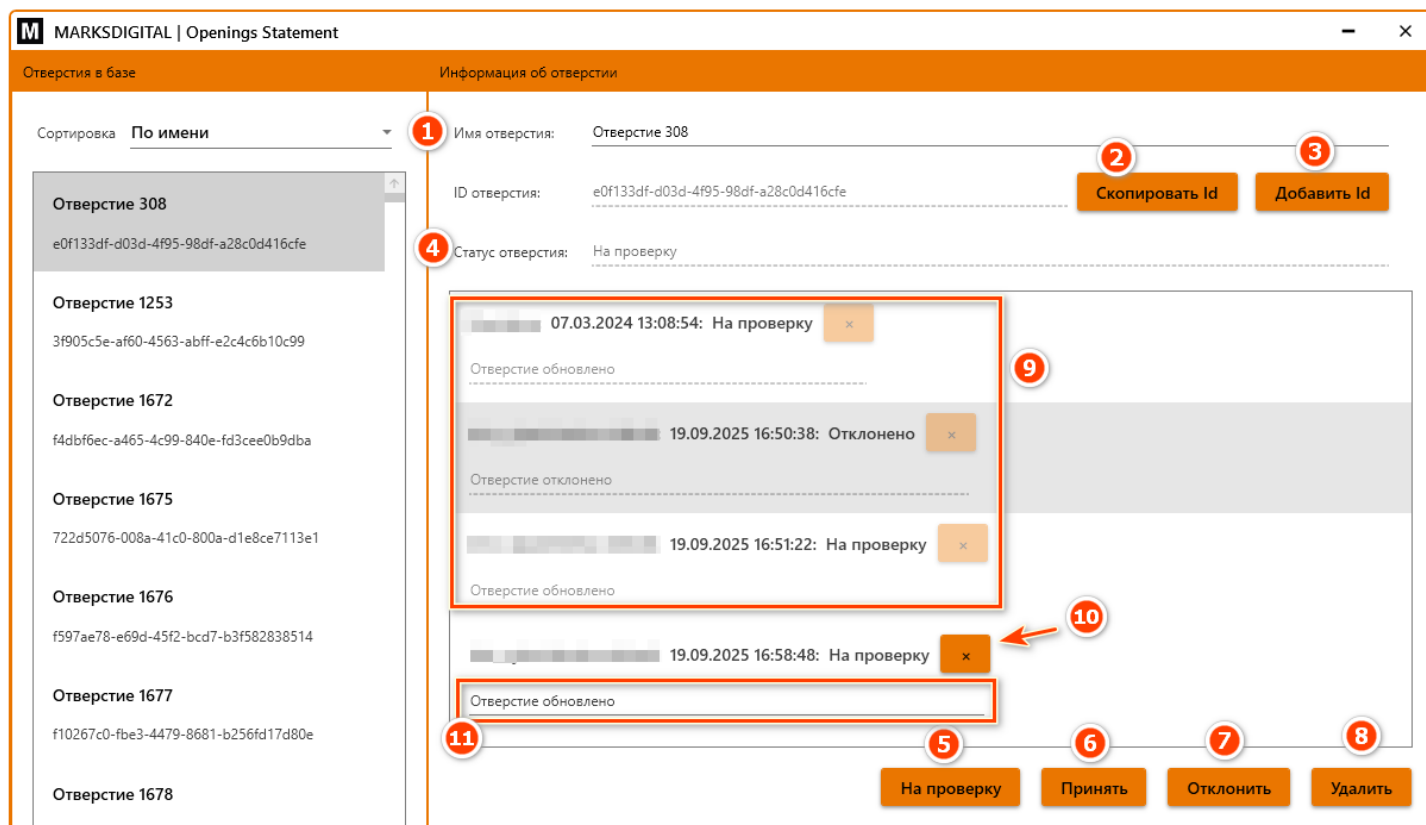 M MARKSDIGITAL | Openings Statement
Отверстия в базе
Сортировка По имени
Отверстие 308
e0f133df-d03d-4f95-98df-a28c0d416cfe
Отверстие 1253
3f905c5e-af60-4563-abff-e2c4c6b10c99
Отверстие 1672
f4dbf6ec-a465-4c99-840e-fd3cee0b9dba
Отверстие 1675
722d5076-008a-41c0-800a-d1e8ce7113e1
Отверстие 1676
f597ae78-e69d-45f2-bcd7-b3f582838514
Отверстие 1677
f10267c0-fbe3-4479-8681-b256fd17d80e
Отверстие 1678
Информация об отверстии
1 Имя отверстия: Отверстие 308
2 3
ID отверстия: e0f133df-d03d-4f95-98df-a28c0d416cfe Скопировать Id Добавить Id
4 Статус отверстия: На проверку
07.03.2024 13:08:54: На проверку ×
Отверстие обновлено
9
19.09.2025 16:50:38: Отклонено ×
Отверстие отклонено
19.09.2025 16:51:22: На проверку ×
Отверстие обновлено
10
19.09.2025 16:58:48: На проверку ×
Отверстие обновлено
11 5 6 7 8
На проверку Принять Отклонить Удалить